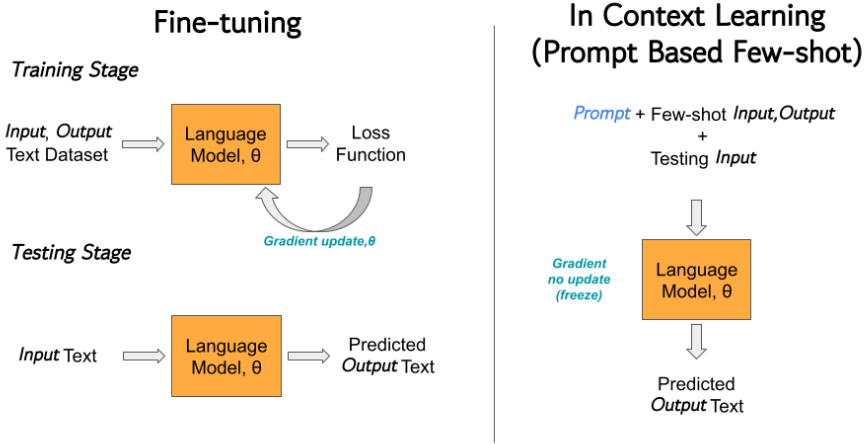 Fine-tuning
Training Stage
Input, Output
Text Dataset
Language
Model, θ
Loss
Function
Gradient update,θ
Testing Stage
Input Text
Language
Model, θ
Predicted
Output Text
In Context Learning
(Prompt Based Few-shot)
Prompt + Few-shot Input,Output
+
Testing Input
Gradient
no update
(freeze)
Language
Model, θ
Predicted
Output Text